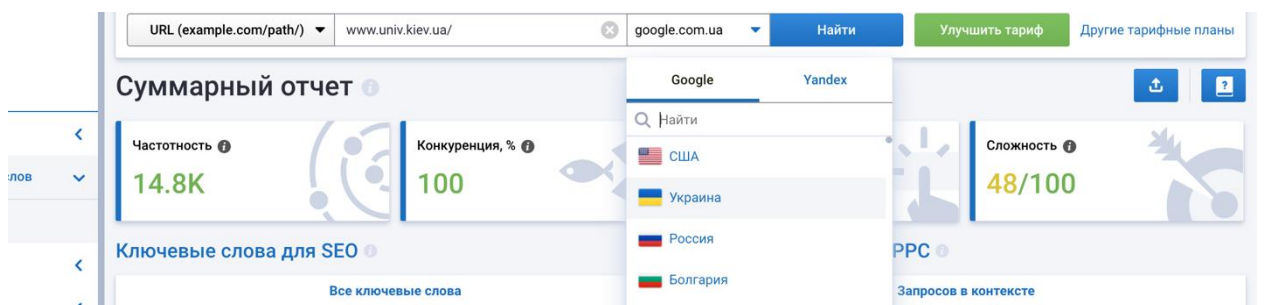 URL (example.com/path/) www.univ.kiev.ua/ google.com.ua Найти Улучшить тариф Другие тарифные планы
Суммарный отчет
Google Yandex
Найти
Частотность
14.8K
Конкуренция, %
100
Сложность
48/100
США
Украина
Россия
Болгария
лов
Ключевые слова для SEO
PPC
Все ключевые слова
Запросов в контексте